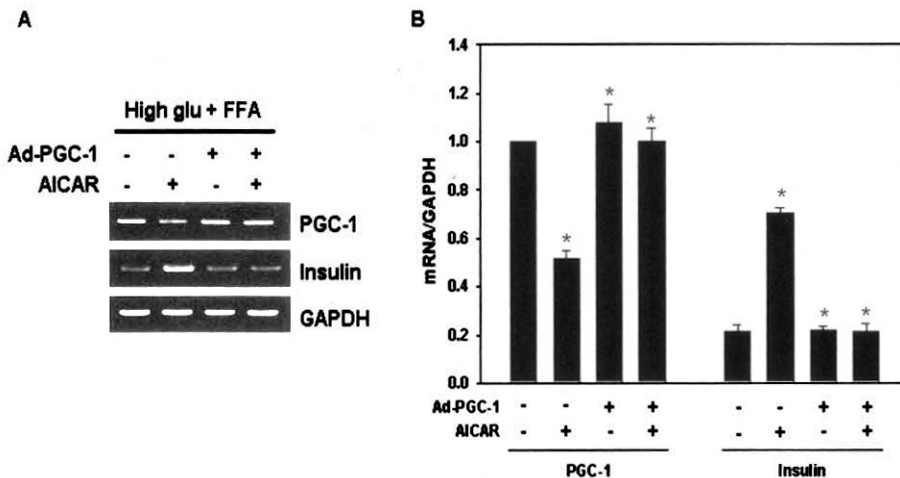 A
High glu + FFA
Ad-PGC-1 - - + +
AICAR - + - +
PGC-1
Insulin
GAPDH
B
mRNA/GAPDH
1.4
1.2
1.0
0.8
0.6
0.4
0.2
0.0
* * * * * * *
Ad-PGC-1 - - + + - - + +
AICAR - + - + - + - +
PGC-1 Insulin